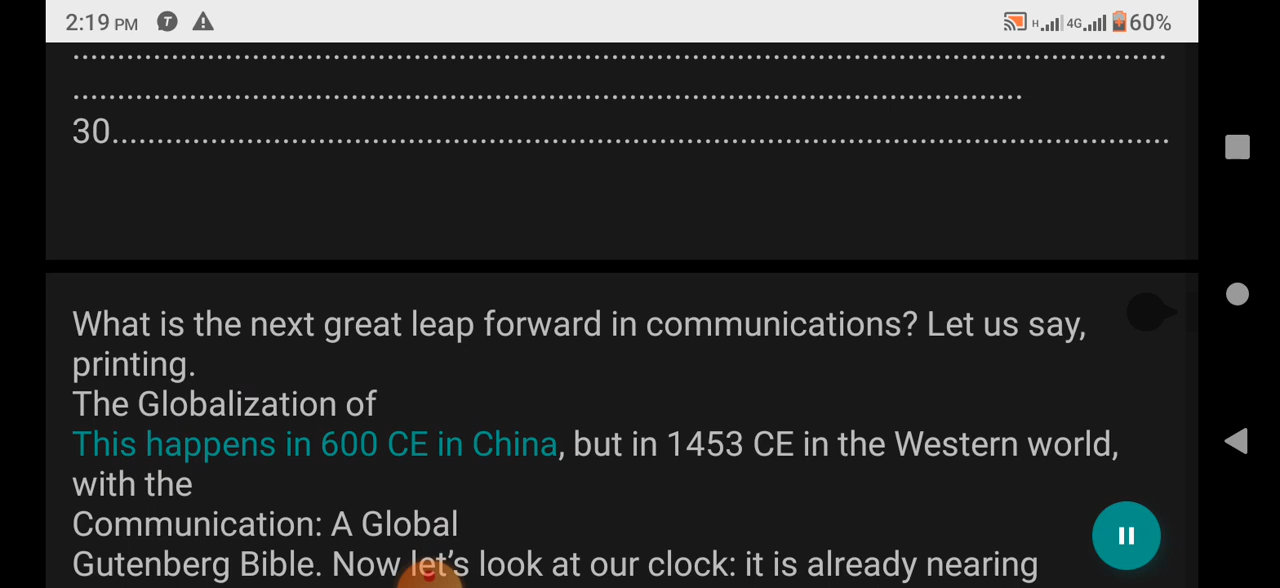 2:19 PM T H 4G 60%
........................................................................................................................
........................................................................................................
30....................................................................................................................
What is the next great leap forward in communications? Let us say,
printing.
The Globalization of
This happens in 600 CE in China, but in 1453 CE in the Western world,
with the
Communication: A Global
Gutenberg Bible. Now let’s look at our clock: it is already nearing